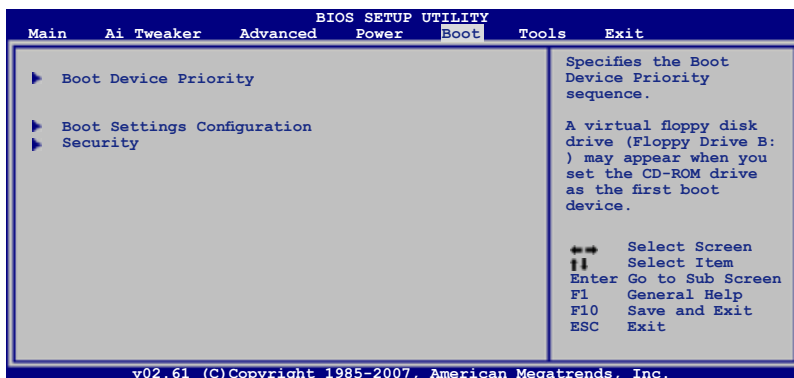 BIOS SETUP UTILITY
Main Ai Tweaker Advanced Power Boot Tools Exit
Boot Device Priority
Boot Settings Configuration
Security
Specifies the Boot
Device Priority
sequence.
A virtual floppy disk
drive (Floppy Drive B:
) may appear when you
set the CD-ROM drive
as the first boot
device.
Select Screen
Select Item
Enter Go to Sub Screen
F1 General Help
F10 Save and Exit
ESC Exit
v02.61 (C)Copyright 1985-2007, American Megatrends, Inc.